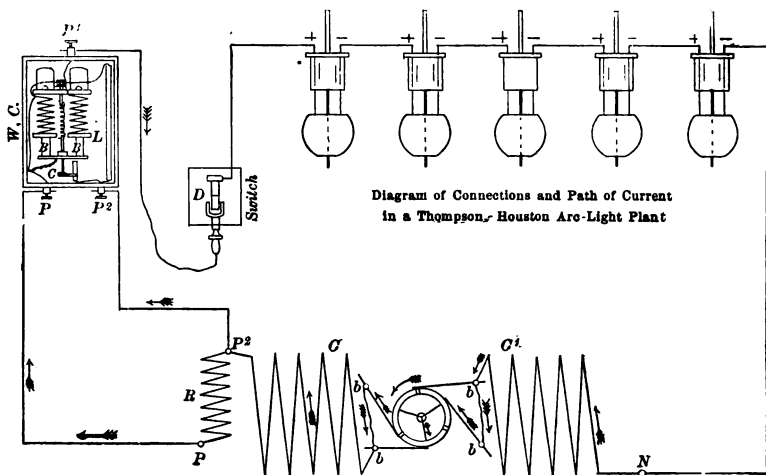 P¹
+ - + - + - + - + -
W, C.
L
B B
C
P P²
D
Switch
Diagram of Connections and Path of Current
in a Thompson-Houston Arc-Light Plant
P²
C C¹
R
b b
b b
P
N